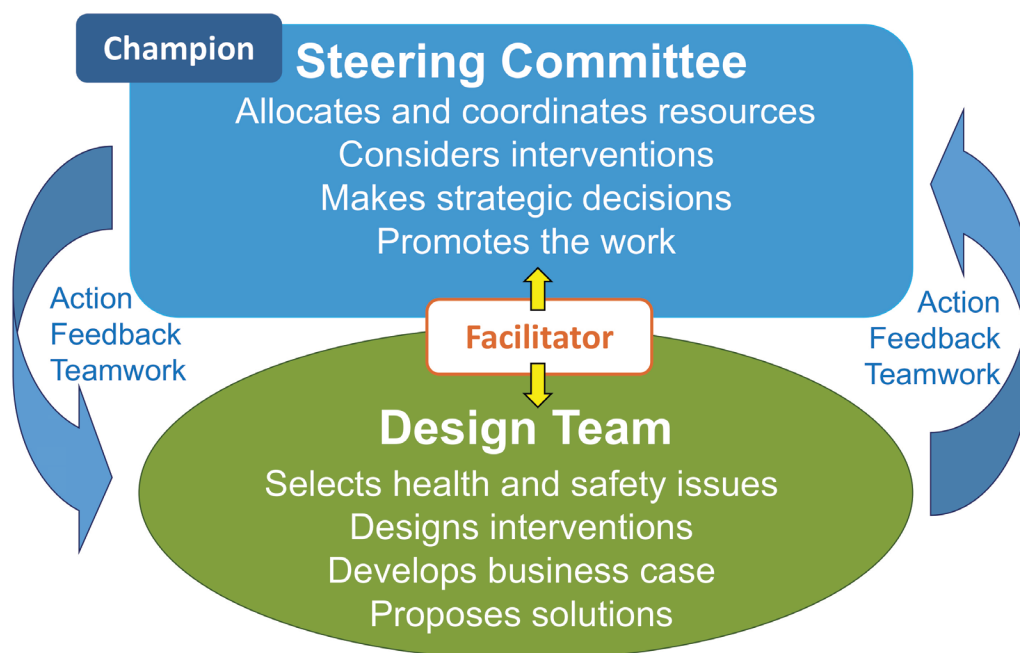 Champion
Steering Committee
Allocates and coordinates resources
Considers interventions
Makes strategic decisions
Promotes the work
Action
Feedback
Teamwork
Facilitator
Action
Feedback
Teamwork
Design Team
Selects health and safety issues
Designs interventions
Develops business case
Proposes solutions